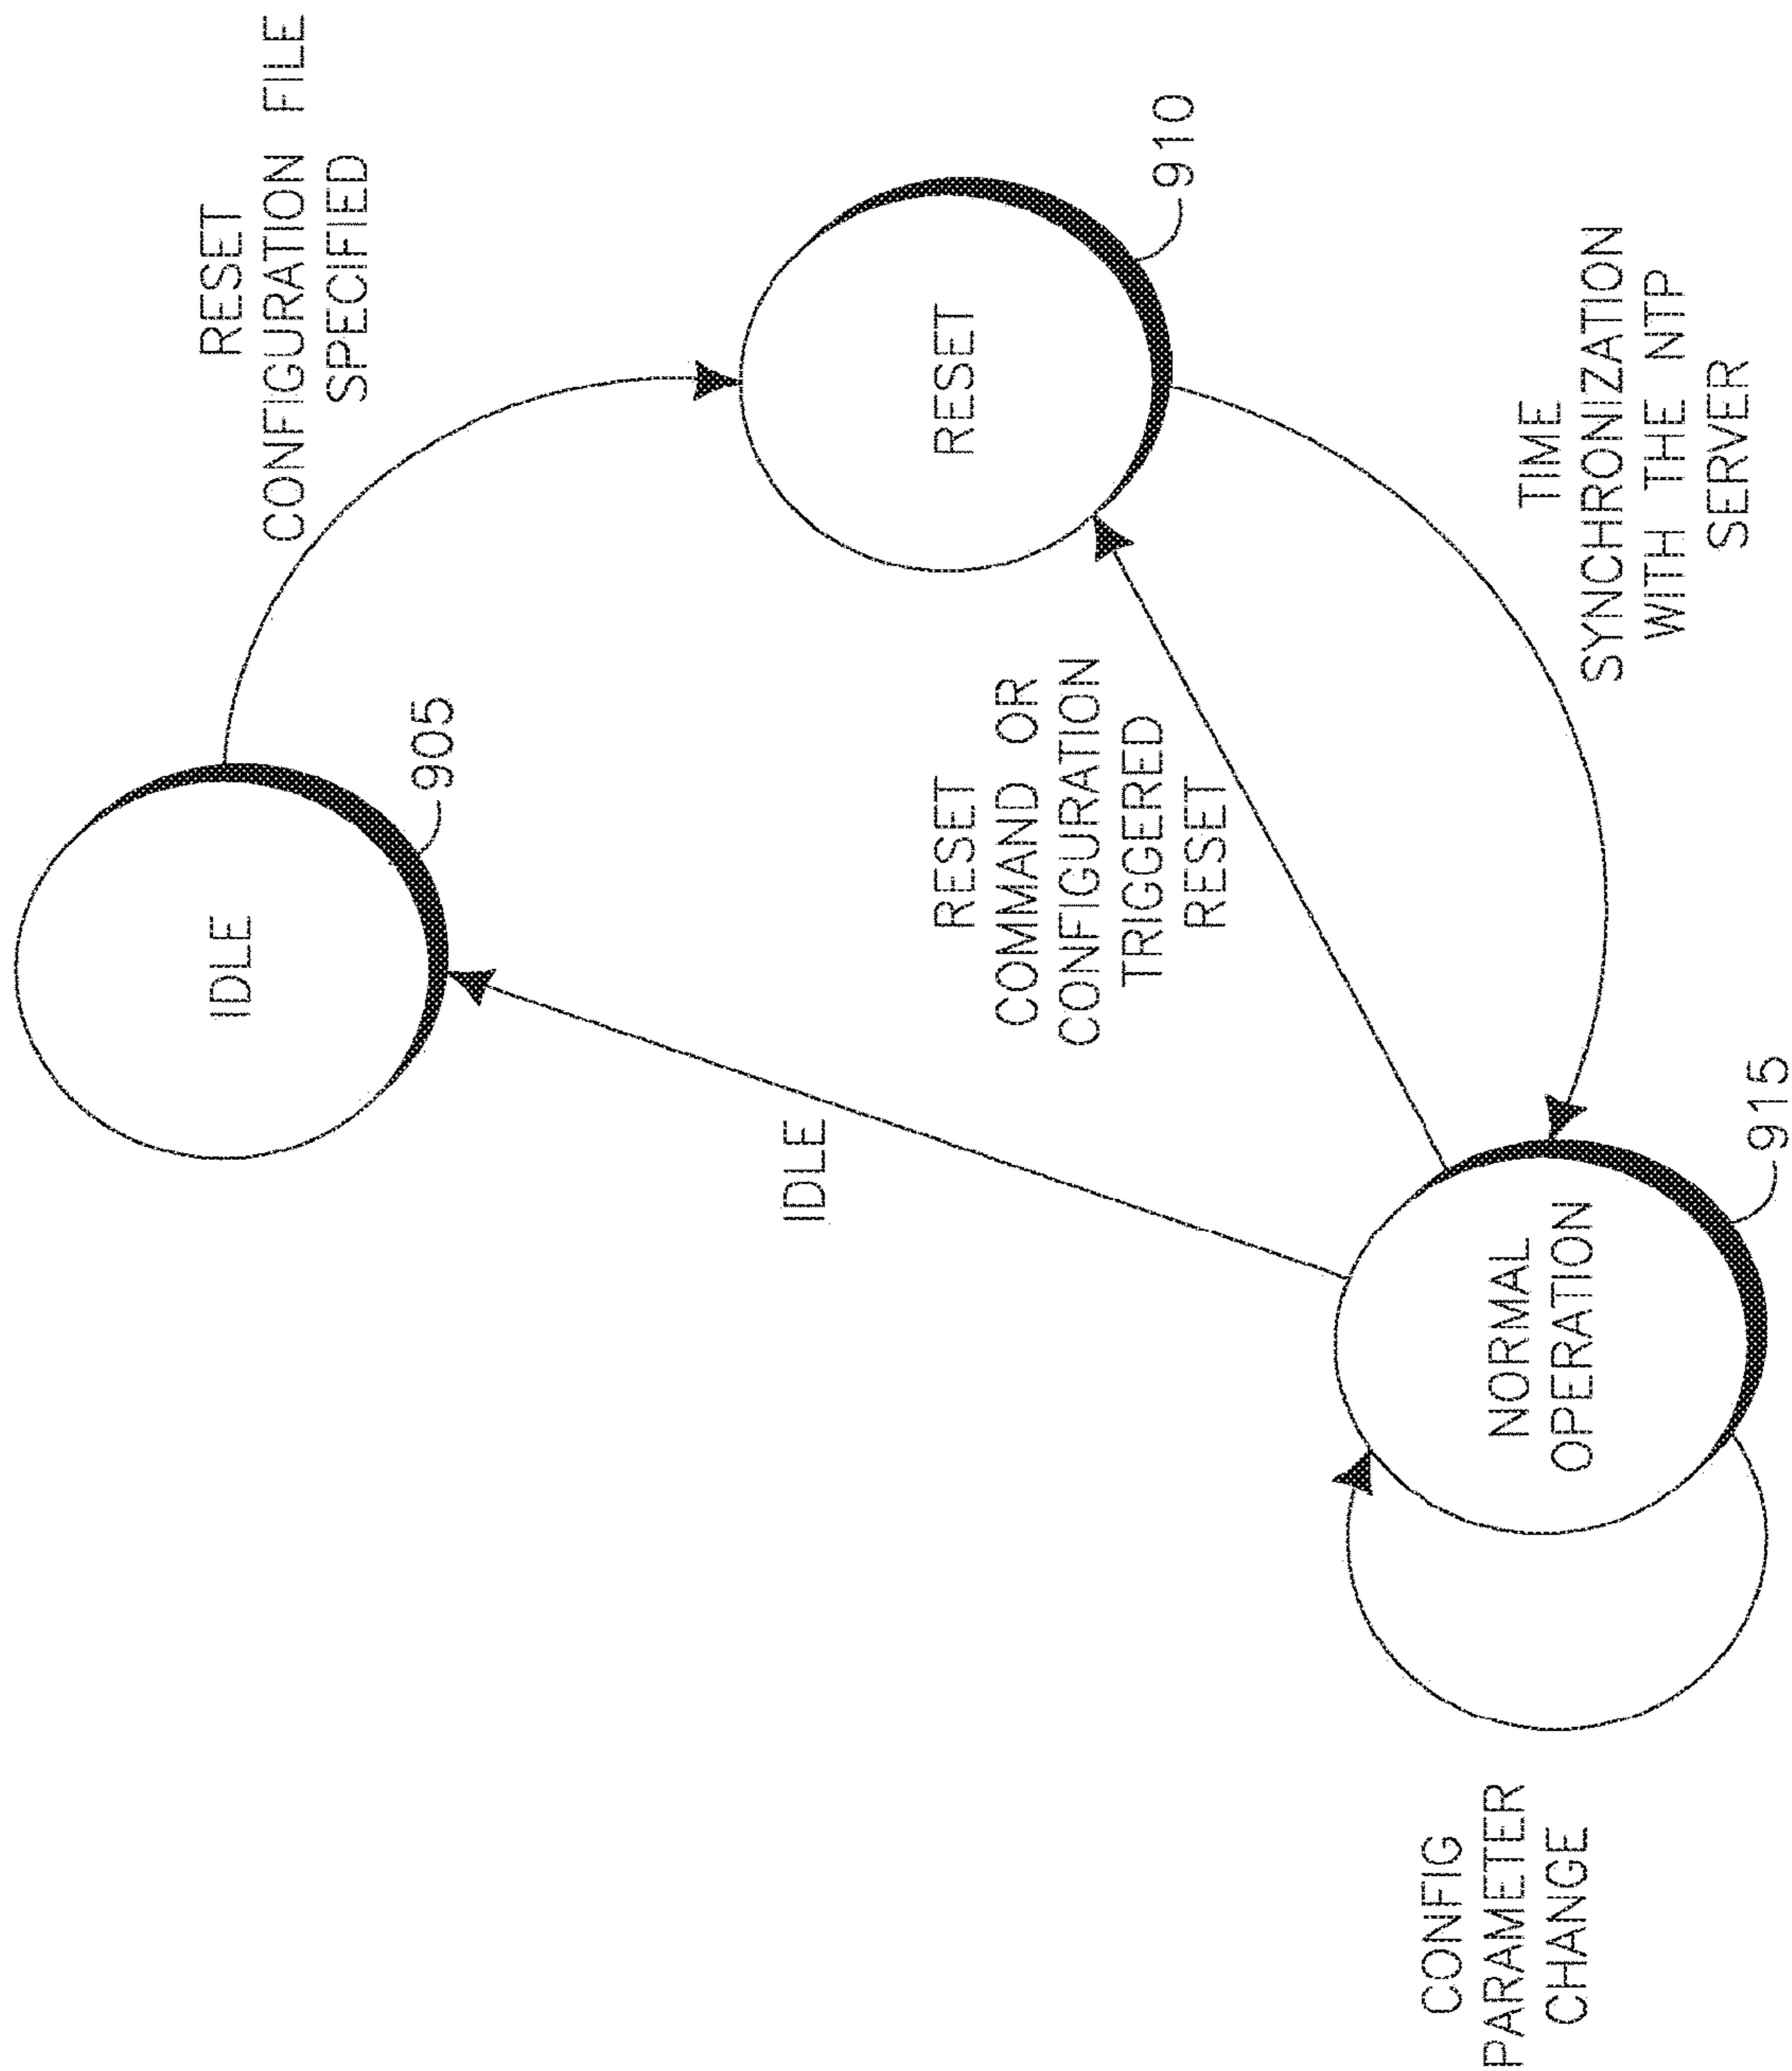 IDLE
905
RESET
CONFIGURATION FILE
SPECIFIED
RESET
910
IDLE
RESET
COMMAND OR
CONFIGURATION
TRIGGERED
RESET
TIME
SYNCHRONIZATION
WITH THE NTP
SERVER
NORMAL
OPERATION
915
CONFIG
PARAMETER
CHANGE